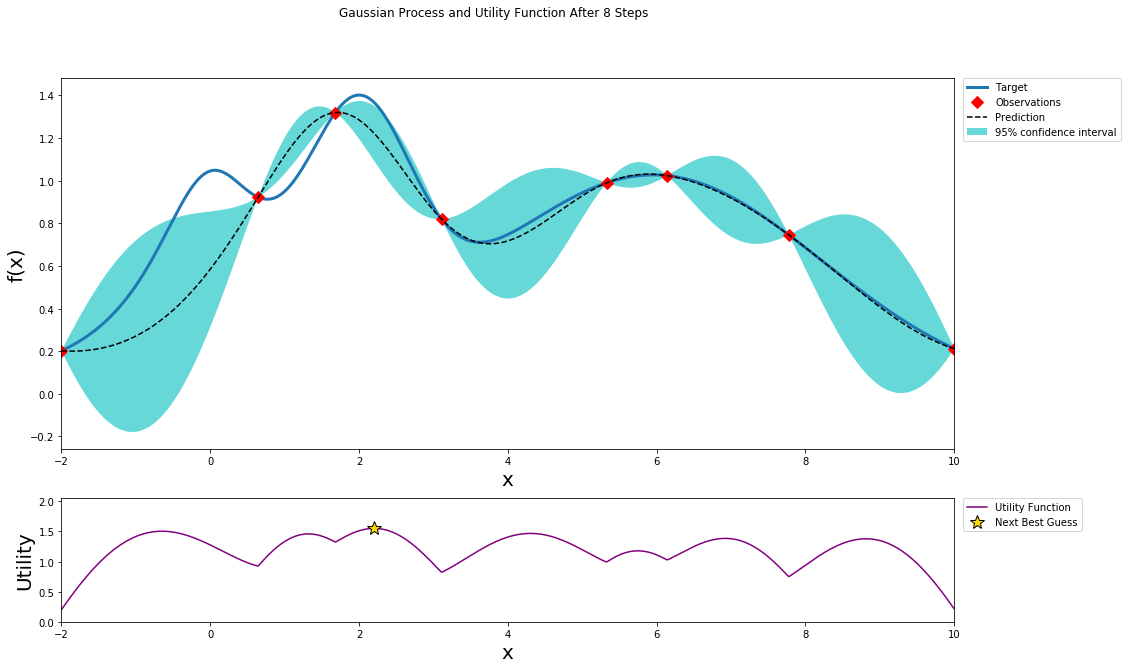 Gaussian Process and Utility Function After 8 Steps
1.4
1.2
1.0
0.8
0.6
0.4
0.2
0.0
−0.2
f(x)
−2 0 2 4 6 8 10
x
Target
Observations
Prediction
95% confidence interval
2.0
1.5
1.0
0.5
0.0
Utility
−2 0 2 4 6 8 10
x
Utility Function
Next Best Guess